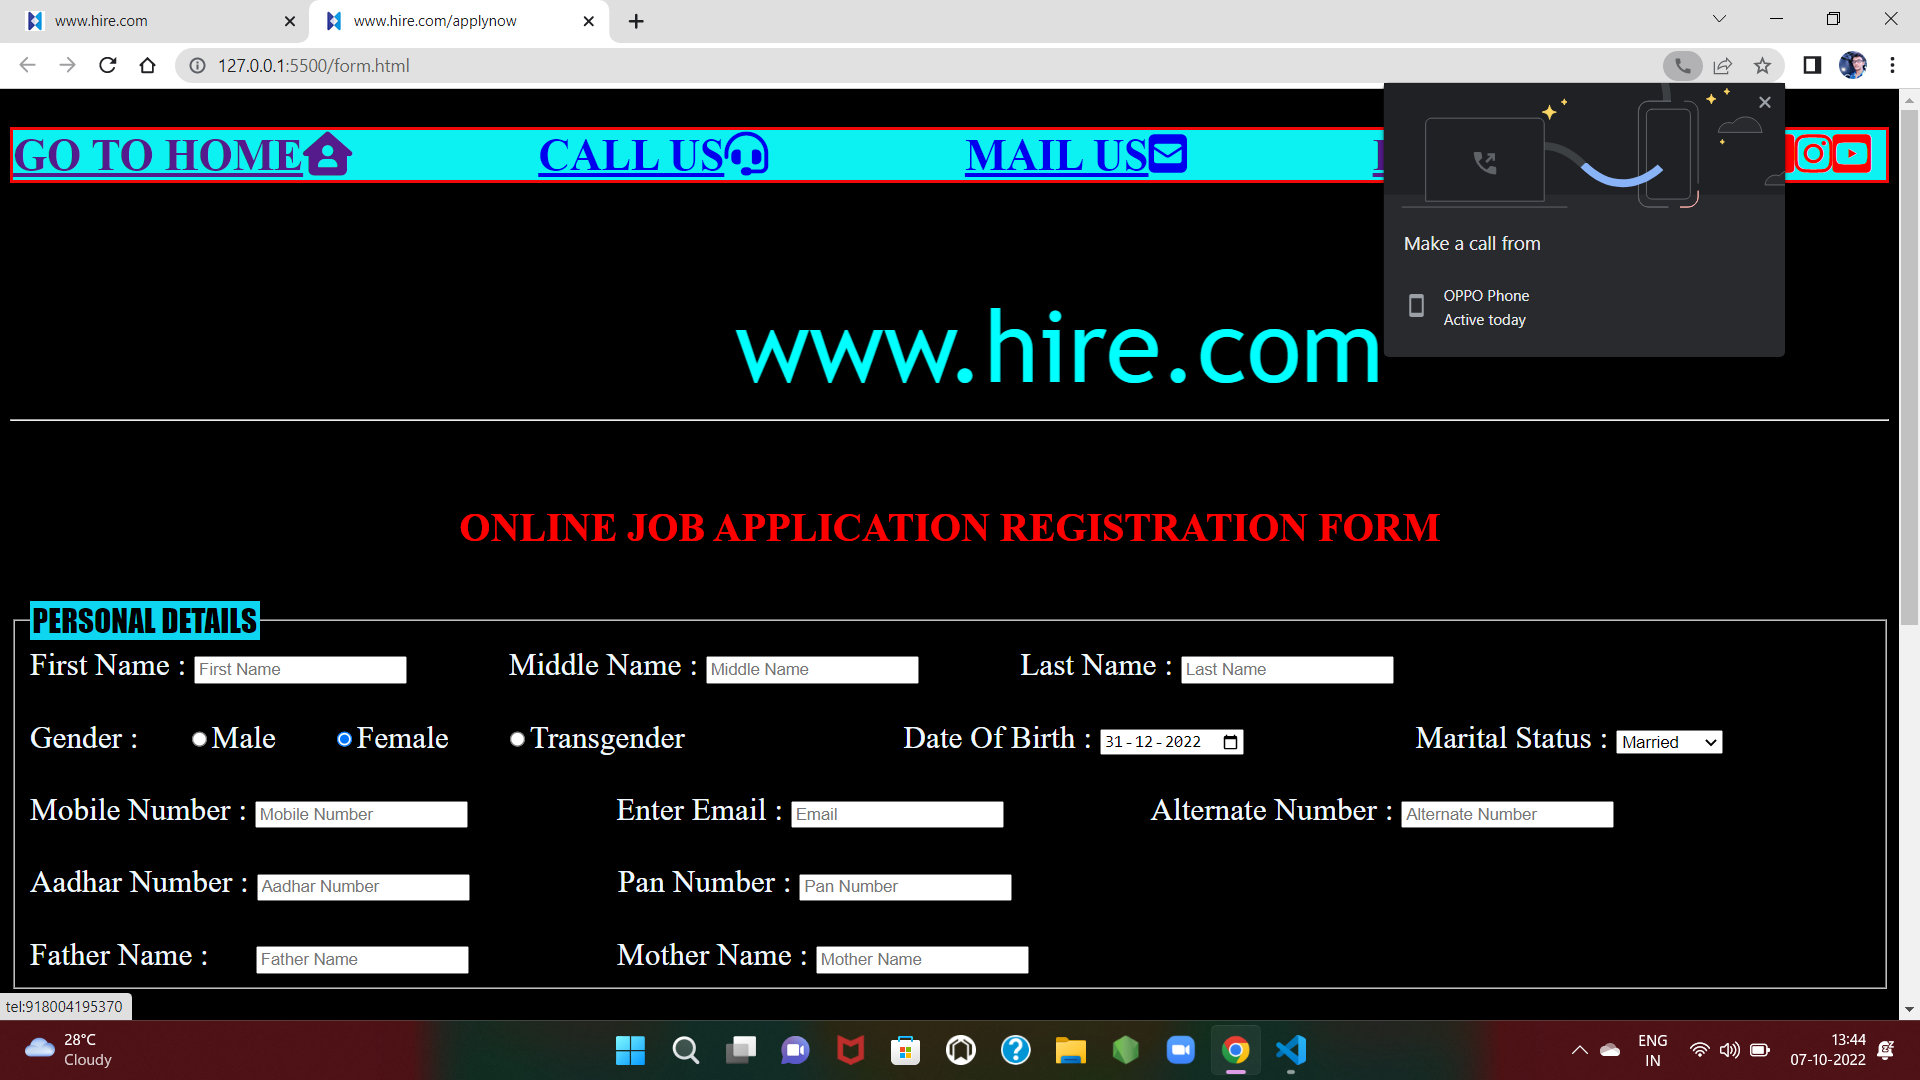 www.hire.com
www.hire.com/applynow
127.0.0.1:5500/form.html
GO TO HOME
CALL US
MAIL US
Make a call from
OPPO Phone
Active today
www.hire.com
ONLINE JOB APPLICATION REGISTRATION FORM
PERSONAL DETAILS
First Name : First Name Middle Name : Middle Name Last Name : Last Name
Gender : Male Female Transgender Date Of Birth : 31-12-2022 Marital Status : Married
Mobile Number : Mobile Number Enter Email : Email Alternate Number : Alternate Number
Aadhar Number : Aadhar Number Pan Number : Pan Number
Father Name : Father Name Mother Name : Mother Name
tel:918004195370
28°C
Cloudy
ENG
IN
13:44
07-10-2022